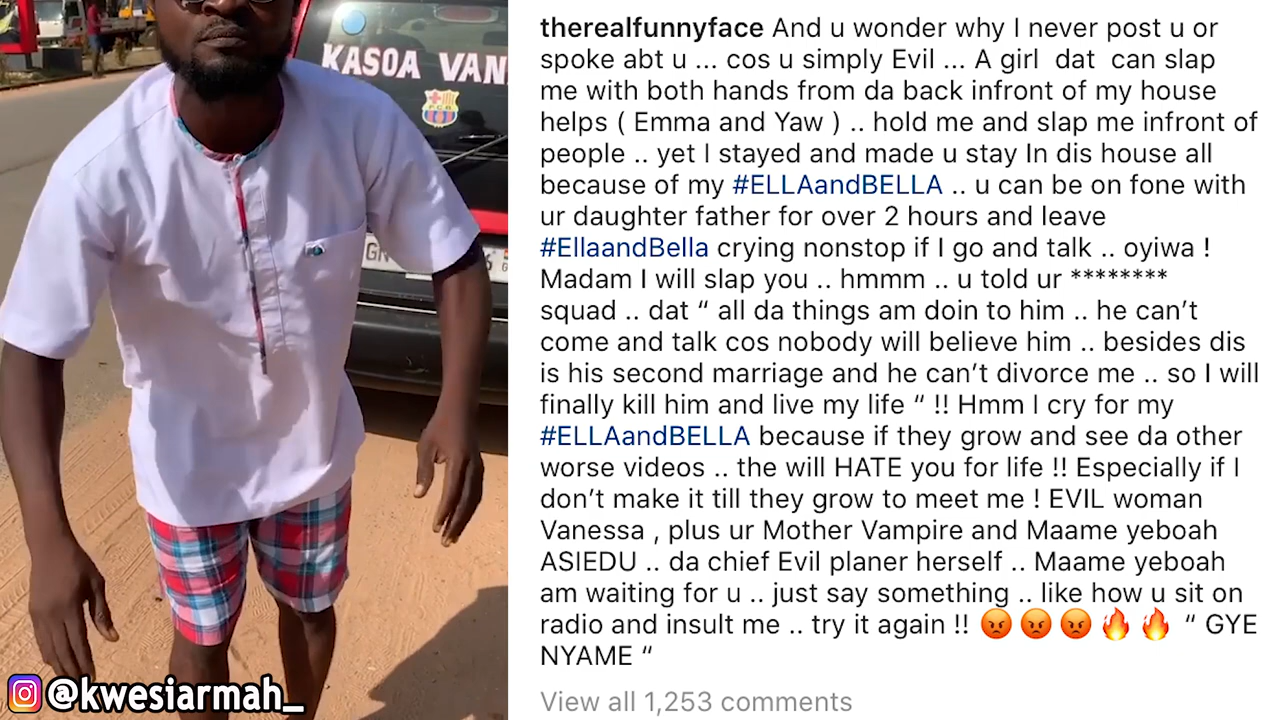 KASOA VAN
FCB
GN
therealfunnyface And u wonder why I never post u or
spoke abt u ... cos u simply Evil ... A girl dat can slap
me with both hands from da back infront of my house
helps ( Emma and Yaw ) .. hold me and slap me infront of
people .. yet I stayed and made u stay In dis house all
because of my #ELLAandBELLA .. u can be on fone with
ur daughter father for over 2 hours and leave
#EllaandBella crying nonstop if I go and talk .. oyiwa !
Madam I will slap you .. hmmm .. u told ur ********
squad .. dat “ all da things am doin to him .. he can’t
come and talk cos nobody will believe him .. besides dis
is his second marriage and he can’t divorce me .. so I will
finally kill him and live my life “ !! Hmm I cry for my
#ELLAandBELLA because if they grow and see da other
worse videos .. the will HATE you for life !! Especially if I
don’t make it till they grow to meet me ! EVIL woman
Vanessa , plus ur Mother Vampire and Maame yeboah
ASIEDU .. da chief Evil planer herself .. Maame yeboah
am waiting for u .. just say something .. like how u sit on
radio and insult me .. try it again !! 😡😡😡🔥🔥 “ GYE
NYAME “
View all 1,253 comments
@kwesiarmah_